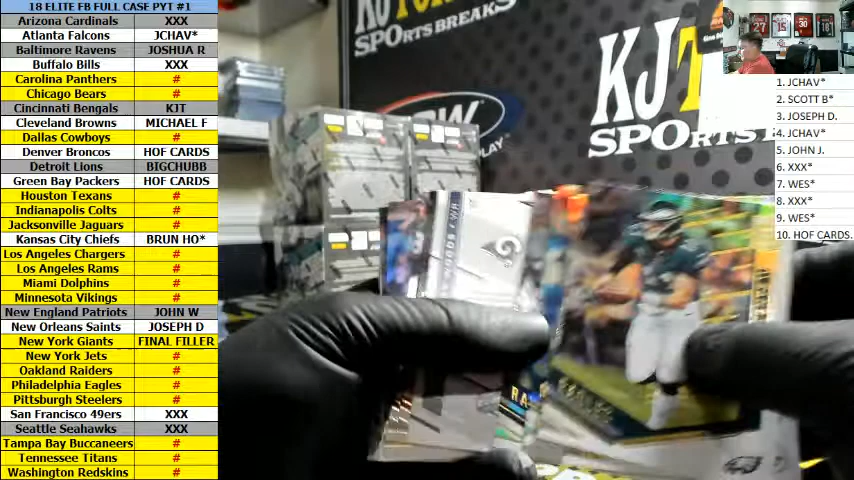 18 ELITE FB FULL CASE PYT #1
Arizona Cardinals XXX
Atlanta Falcons JCHAV*
Baltimore Ravens JOSHUA R
Buffalo Bills XXX
Carolina Panthers #
Chicago Bears #
Cincinnati Bengals KJT
Cleveland Browns MICHAEL F
Dallas Cowboys #
Denver Broncos HOF CARDS
Detroit Lions BIGCHUBB
Green Bay Packers HOF CARDS
Houston Texans #
Indianapolis Colts #
Jacksonville Jaguars #
Kansas City Chiefs BRUN HO*
Los Angeles Chargers #
Los Angeles Rams #
Miami Dolphins #
Minnesota Vikings #
New England Patriots JOHN W
New Orleans Saints JOSEPH D
New York Giants FINAL FILLER
New York Jets #
Oakland Raiders #
Philadelphia Eagles #
Pittsburgh Steelers #
San Francisco 49ers XXX
Seattle Seahawks XXX
Tampa Bay Buccaneers #
Tennessee Titans #
Washington Redskins #
SPORTS BREAKS
KJT
SPORTS
1. JCHAV*
2. SCOTT B*
3. JOSEPH D.
4. JCHAV*
5. JOHN J.
6. XXX*
7. WES*
8. XXX*
9. WES*
10. HOF CARDS.
EAGLES
RA